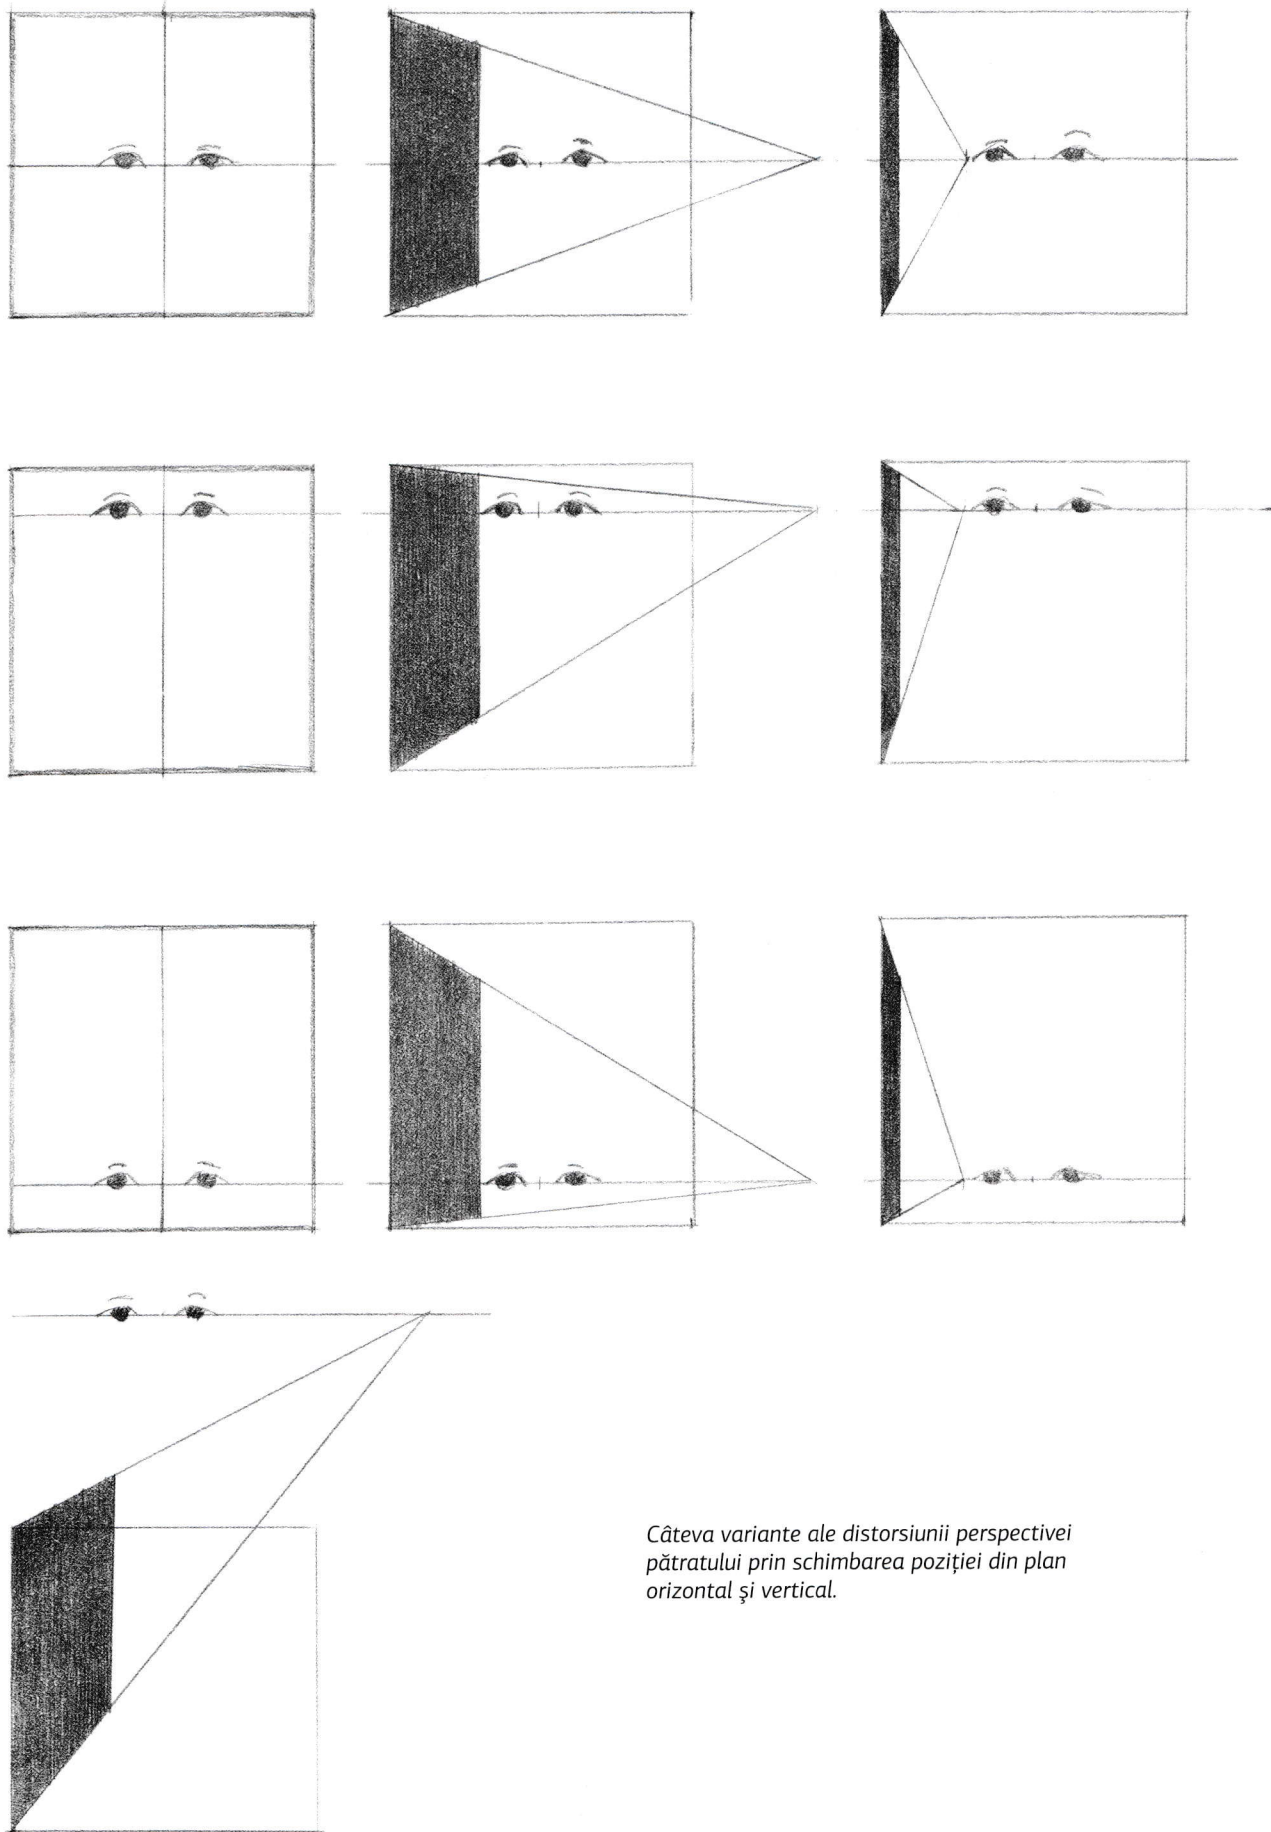 Câteva variante ale distorsiunii perspectivei
pătratului prin schimbarea poziției din plan
orizontal și vertical.